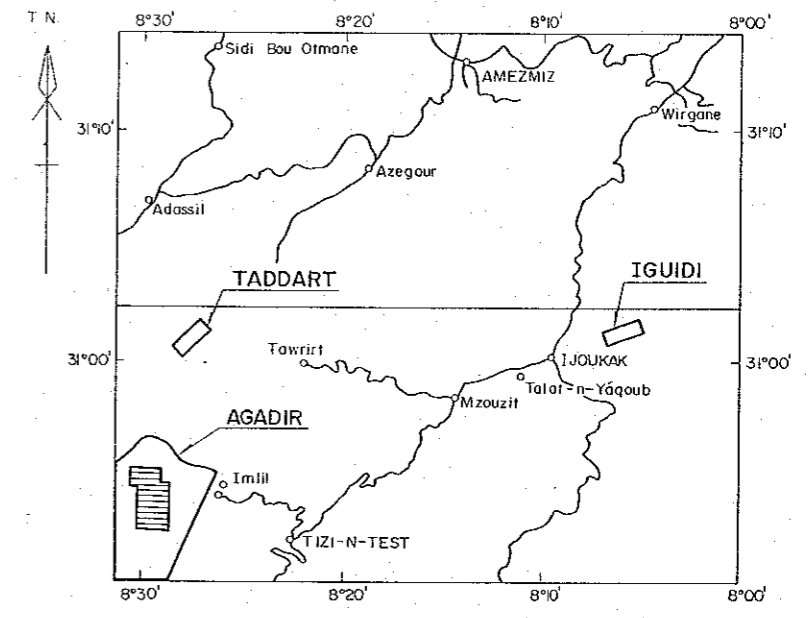 T N.
8°30' 8°20' 8°10' 8°00'
Sidi Bou Otmane
AMEZMIZ
Wirgane
31°10' 31°10'
Azegour
Adassil
TADDART IGUIDI
Tawrirt
31°00' IJOUKAK 31°00'
Talat-n-Yáqoub
Mzouzit
AGADIR
Imlil
TIZI-N-TEST
8°30' 8°20' 8°10' 8°00'